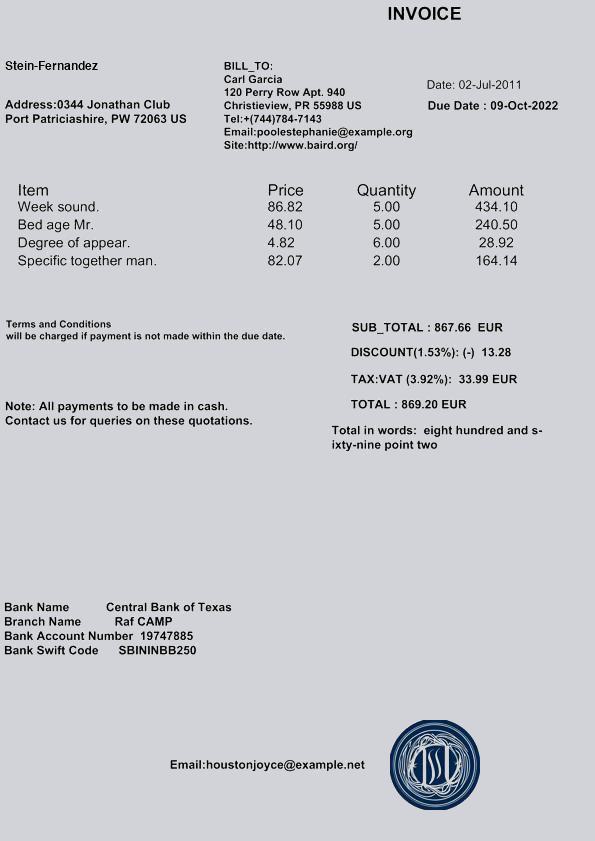 INVOICE
Stein-Fernandez
Address:0344 Jonathan Club
Port Patriciashire, PW 72063 US
BILL_TO:
Carl Garcia
120 Perry Row Apt. 940
Christieview, PR 55988 US
Tel:+(744)784-7143
Email:poolestephanie@example.org
Site:http://www.baird.org/
Date: 02-Jul-2011
Due Date : 09-Oct-2022
Item Price Quantity Amount
Week sound. 86.82 5.00 434.10
Bed age Mr. 48.10 5.00 240.50
Degree of appear. 4.82 6.00 28.92
Specific together man. 82.07 2.00 164.14
Terms and Conditions
will be charged if payment is not made within the due date.
SUB_TOTAL : 867.66 EUR
DISCOUNT(1.53%): (-) 13.28
TAX:VAT (3.92%): 33.99 EUR
TOTAL : 869.20 EUR
Note: All payments to be made in cash.
Contact us for queries on these quotations.
Total in words: eight hundred and s-
ixty-nine point two
Bank Name Central Bank of Texas
Branch Name Raf CAMP
Bank Account Number 19747885
Bank Swift Code SBININBB250
Email:houstonjoyce@example.net